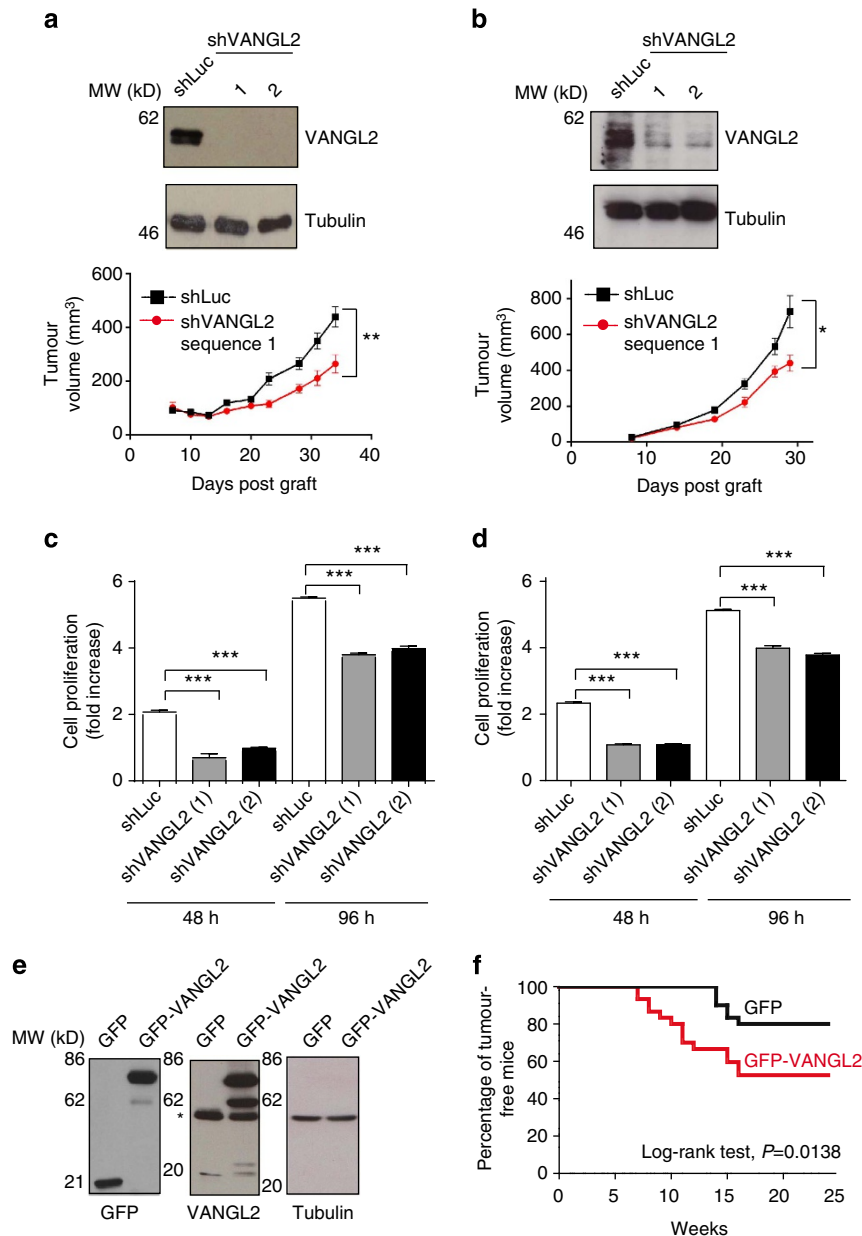 a
shVANGL2
MW (kD)
shLuc
1
2
62
VANGL2
Tubulin
46
600
400
200
0
Tumour
volume (mm³)
shLuc
shVANGL2
sequence 1
**
0 10 20 30 40
Days post graft
b
shVANGL2
MW (kD)
shLuc
1
2
62
VANGL2
Tubulin
46
800
600
400
200
0
Tumour
volume (mm³)
shLuc
shVANGL2
sequence 1
*
0 10 20 30
Days post graft
c
Cell proliferation
(fold increase)
6
4
2
0
***
***
***
***
shLuc
shVANGL2 (1)
shVANGL2 (2)
shLuc
shVANGL2 (1)
shVANGL2 (2)
48 h
96 h
d
Cell proliferation
(fold increase)
6
4
2
0
***
***
***
***
shLuc
shVANGL2 (1)
shVANGL2 (2)
shLuc
shVANGL2 (1)
shVANGL2 (2)
48 h
96 h
e
MW (kD)
GFP
GFP-VANGL2
86
62
21
GFP
GFP
GFP-VANGL2
86
62
*
20
VANGL2
GFP
GFP-VANGL2
86
62
20
Tubulin
f
Percentage of tumour-
free mice
100
80
60
40
20
0
GFP
GFP-VANGL2
Log-rank test, P=0.0138
0 5 10 15 20 25
Weeks